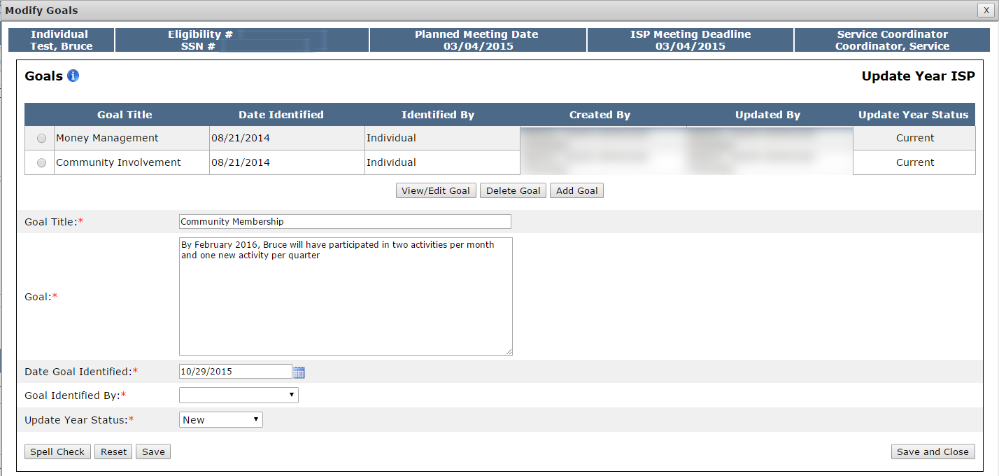 Modify Goals X
Individual Eligibility # Planned Meeting Date ISP Meeting Deadline Service Coordinator
Test, Bruce SSN # 03/04/2015 03/04/2015 Coordinator, Service
Goals i Update Year ISP
Goal Title Date Identified Identified By Created By Updated By Update Year Status
Money Management 08/21/2014 Individual Current
Community Involvement 08/21/2014 Individual Current
View/Edit Goal Delete Goal Add Goal
Goal Title:* Community Membership
By February 2016, Bruce will have participated in two activities per month
and one new activity per quarter
Goal:*
Date Goal Identified:* 10/29/2015
Goal Identified By:*
Update Year Status:* New
Spell Check Reset Save Save and Close